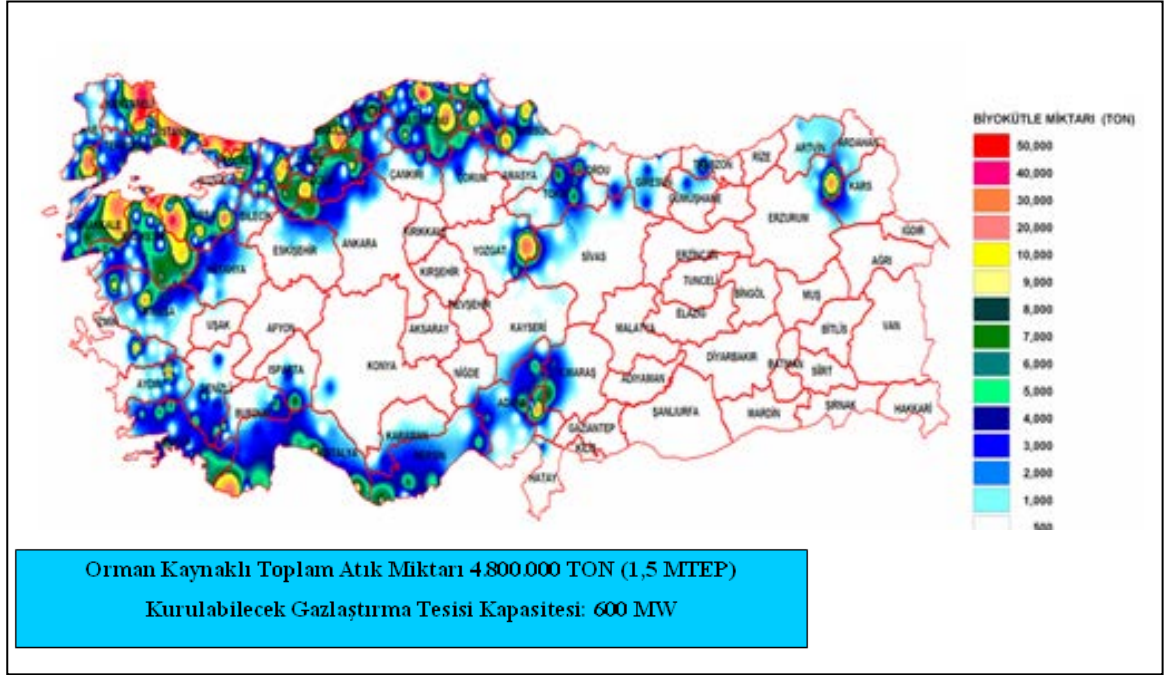 BİYOKÜTLE MİKTARI (TON)
50,000
40,000
30,000
20,000
10,000
9,000
8,000
7,000
6,000
5,000
4,000
3,000
2,000
1,000
500
RİZE
ARTVİN
ARDAHAN
KARS
ORDU
GÜMÜŞHANE
ÇANKIRI
ÇORUM
AMASYA
ERZURUM
IĞDIR
AĞRI
BİLECİK
ESKİŞEHİR
ANKARA
KIRIKKALE
YOZGAT
SİVAS
ERZİNCAN
TUNCELİ
BİNGÖL
MUŞ
KIRŞEHİR
NEVŞEHİR
KAYSERİ
MALATYA
ELAZIĞ
BİTLİS
VAN
İZMİR
UŞAK
AFYON
AKSARAY
KONYA
NİĞDE
ADIYAMAN
DİYARBAKIR
BATMAN
SİİRT
AYDIN
ISPARTA
ŞANLIURFA
MARDİN
ŞIRNAK
HAKKARİ
GAZİANTEP
KİLİS
KARAMAN
HATAY
Orman Kaynaklı Toplam Atık Miktarı 4.800.000 TON (1,5 MTEP)
Kurulabilecek Gazlaştırma Tesisi Kapasitesi: 600 MW